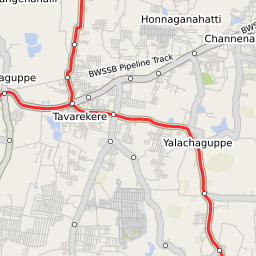 Honnaganahatti
Channena
BWSSB Pipeline Track
aguppe
Tavarekere
Yalachaguppe